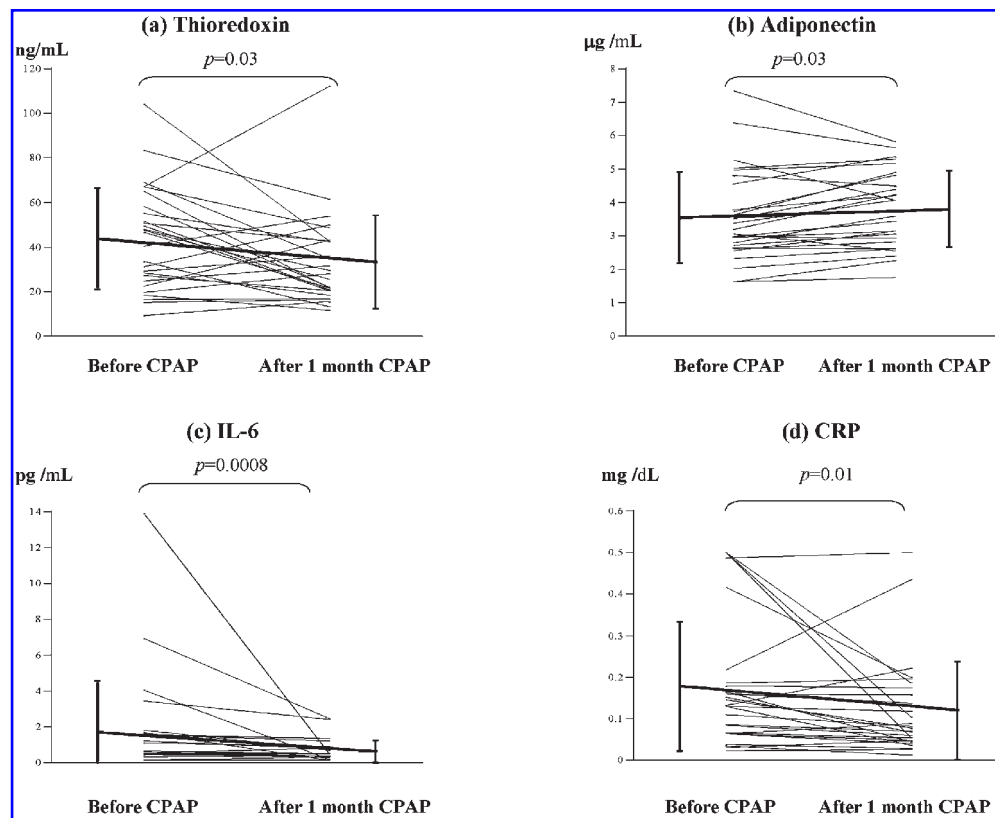 (a) Thioredoxin
ng/mL
p=0.03
120
100
80
60
40
20
0
Before CPAP After 1 month CPAP
(b) Adiponectin
µg /mL
p=0.03
8
7
6
5
4
3
2
1
0
Before CPAP After 1 month CPAP
(c) IL-6
pg /mL
p=0.0008
14
12
10
8
6
4
2
0
Before CPAP After 1 month CPAP
(d) CRP
mg /dL
p=0.01
0.6
0.5
0.4
0.3
0.2
0.1
0
Before CPAP After 1 month CPAP